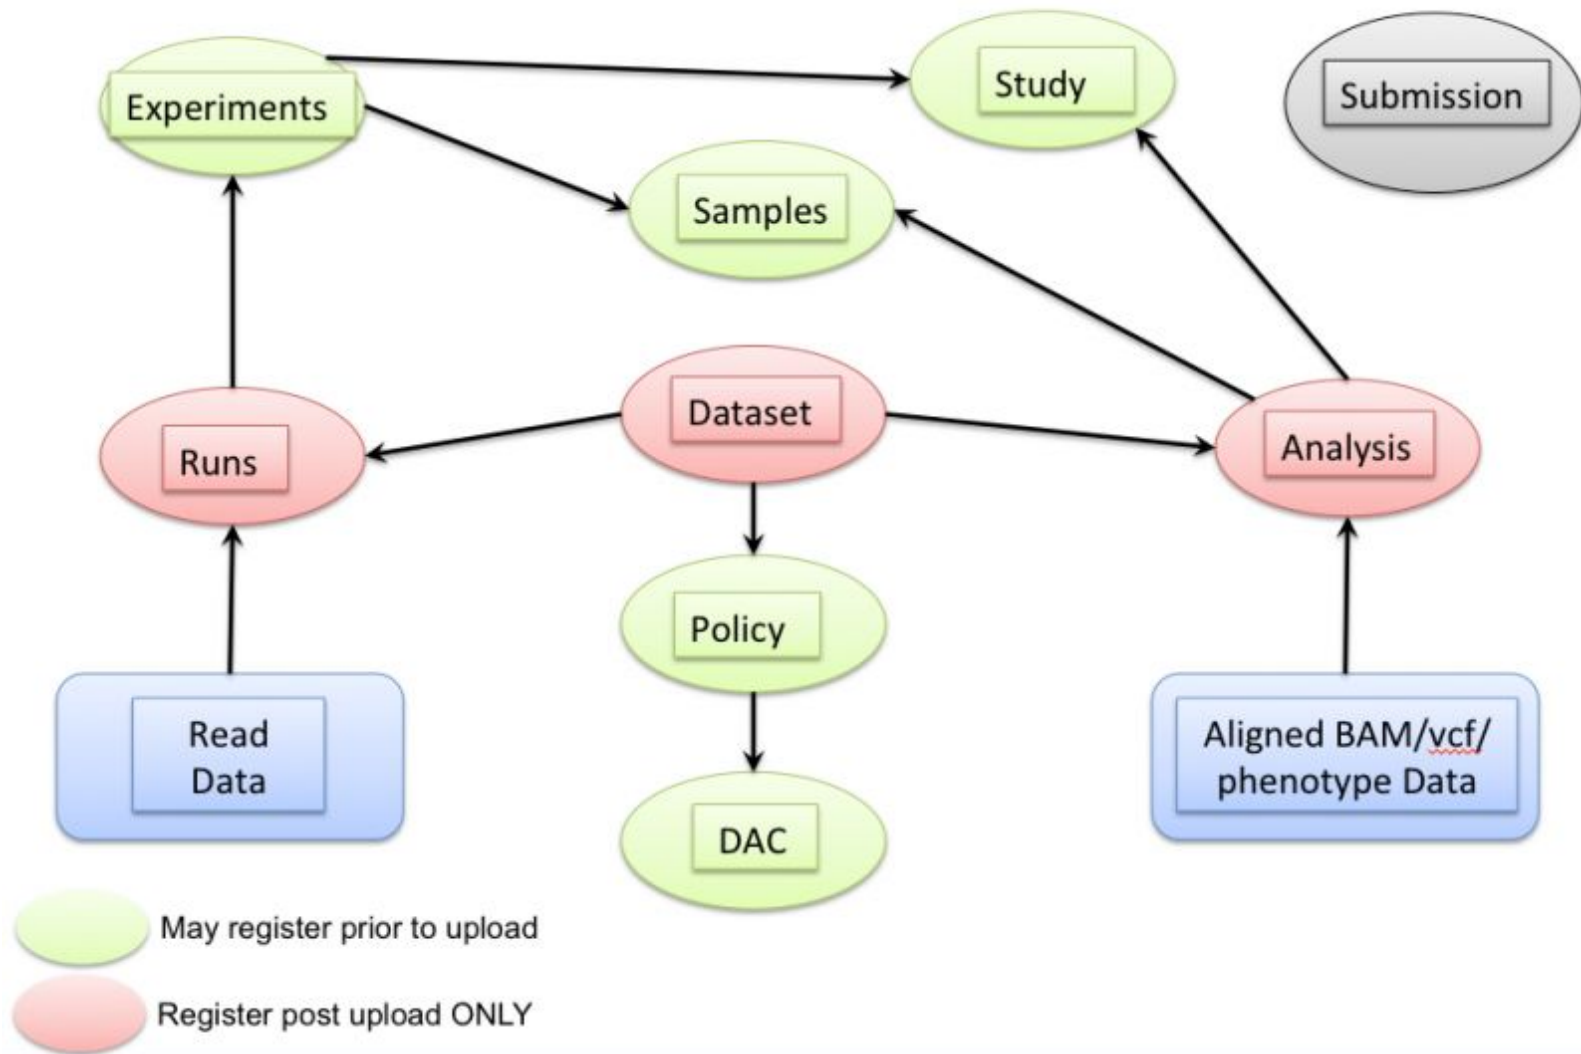 Experiments
Study
Submission
Samples
Dataset
Runs
Analysis
Policy
Read
Data
Aligned BAM/vcf/
phenotype Data
DAC
May register prior to upload
Register post upload ONLY